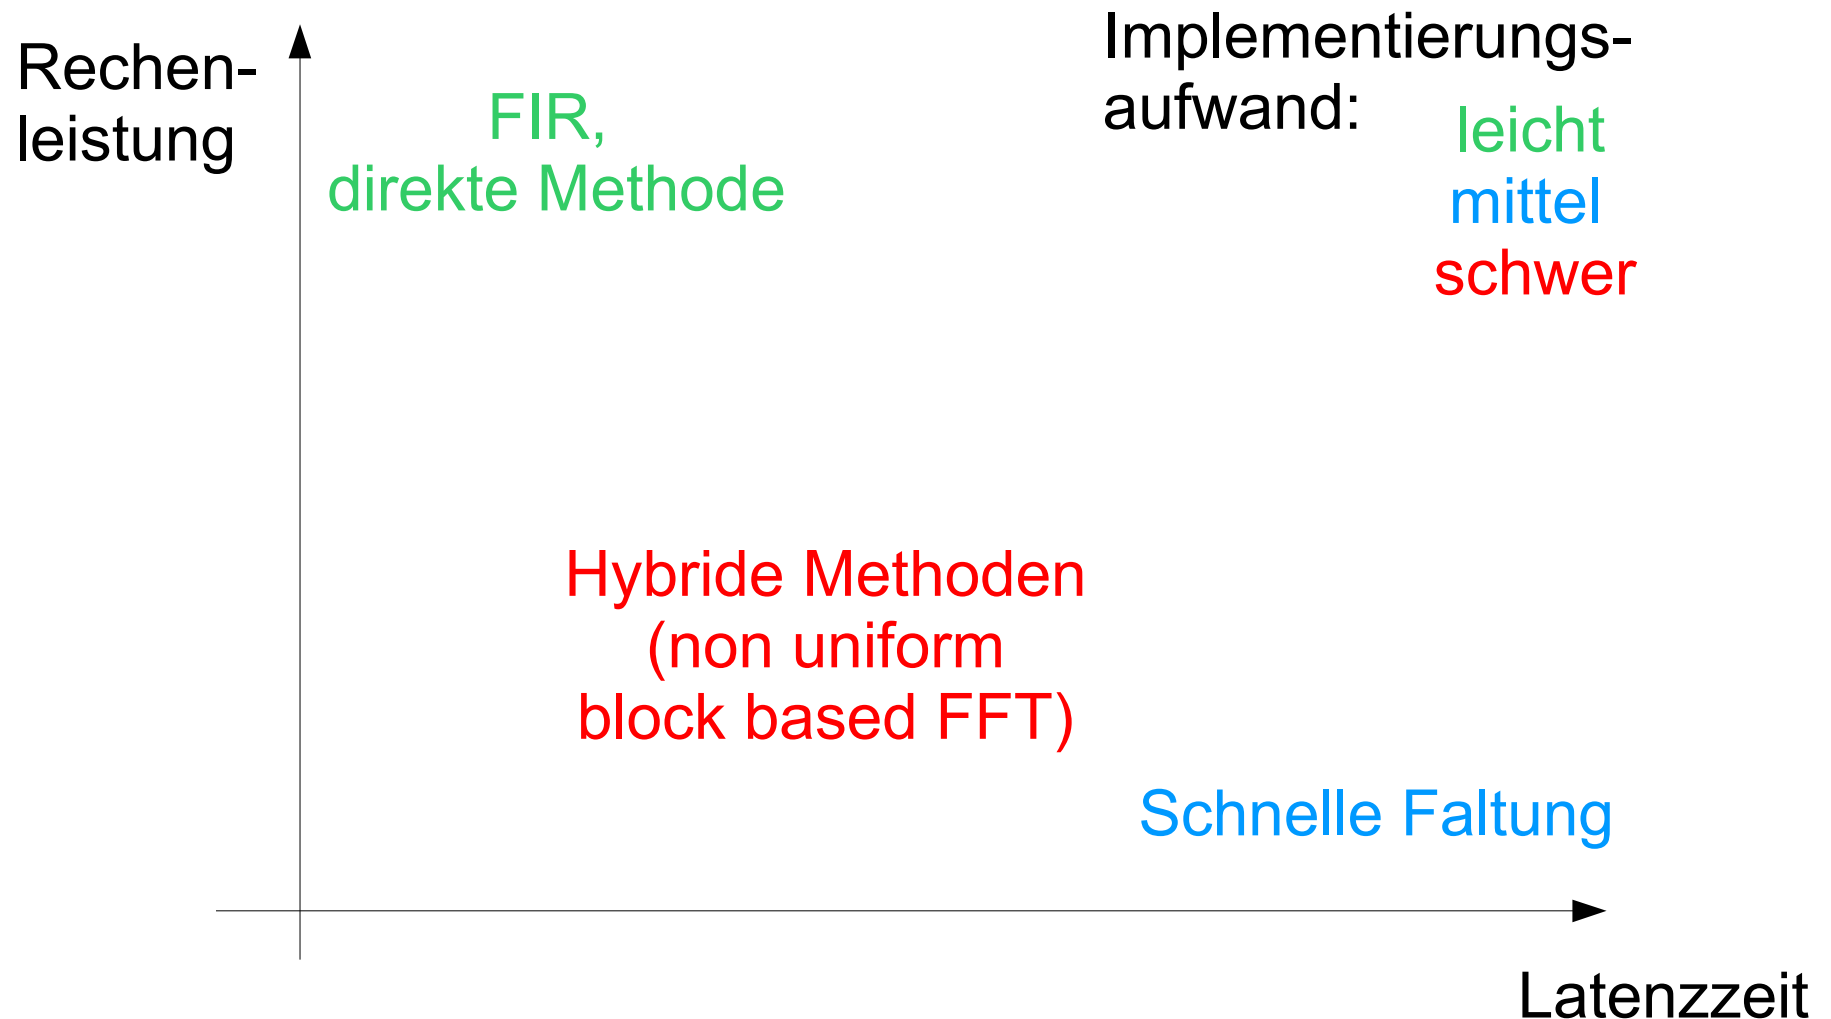 Rechen-
leistung
FIR,
direkte Methode
Implementierungs-
aufwand:
leicht
mittel
schwer
Hybride Methoden
(non uniform
block based FFT)
Schnelle Faltung
Latenzzeit